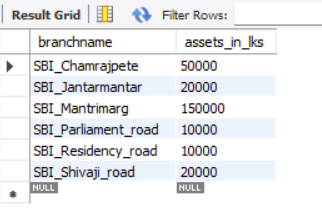 Result Grid Filter Rows:
branchname assets_in_lks
SBI_Chamrajpete 50000
SBI_Jantarmantar 20000
SBI_Mantrimarg 150000
SBI_Parliament_road 10000
SBI_Residency_road 10000
SBI_Shivaji_road 20000
NULL NULL